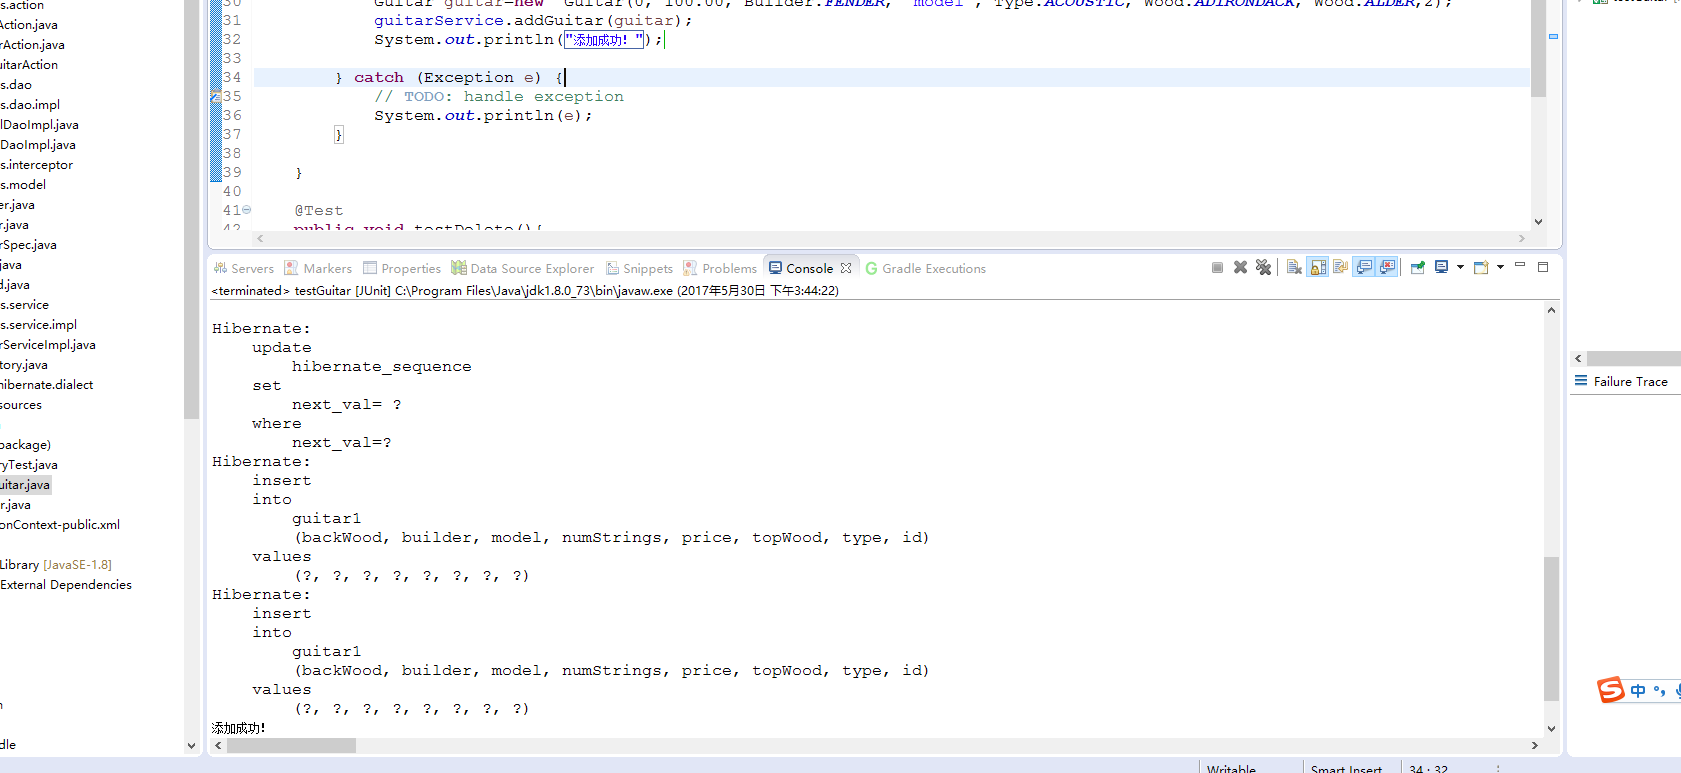 s.action
Action.java
rAction.java
uitarAction
s.dao
s.dao.impl
lDaoImpl.java
DaoImpl.java
s.interceptor
s.model
er.java
r.java
rSpec.java
java
d.java
s.service
s.service.impl
rServiceImpl.java
tory.java
hibernate.dialect
sources
package)
ryTest.java
uitar.java
r.java
onContext-public.xml
Library [JavaSE-1.8]
External Dependencies
dle
30 Guitar guitar=new Guitar(0, 100.00, Builder.FENDER, "model", Type.ACOUSTIC, Wood.ADIRONDACK, Wood.ALDER,2);
31 guitarService.addGuitar(guitar);
32 System.out.println("添加成功！");
33
34 } catch (Exception e) {
35 // TODO: handle exception
36 System.out.println(e);
37 }
38
39 }
40
41 @Test
42 public void testDelete(){
Servers Markers Properties Data Source Explorer Snippets Problems Console Gradle Executions
<terminated> testGuitar [JUnit] C:\Program Files\Java\jdk1.8.0_73\bin\javaw.exe (2017年5月30日 下午3:44:22)
Hibernate:
update
hibernate_sequence
set
next_val= ?
where
next_val=?
Hibernate:
insert
into
guitar1
(backWood, builder, model, numStrings, price, topWood, type, id)
values
(?, ?, ?, ?, ?, ?, ?, ?)
Hibernate:
insert
into
guitar1
(backWood, builder, model, numStrings, price, topWood, type, id)
values
(?, ?, ?, ?, ?, ?, ?, ?)
添加成功！
Failure Trace
中
Writable Smart Insert 34 : 32